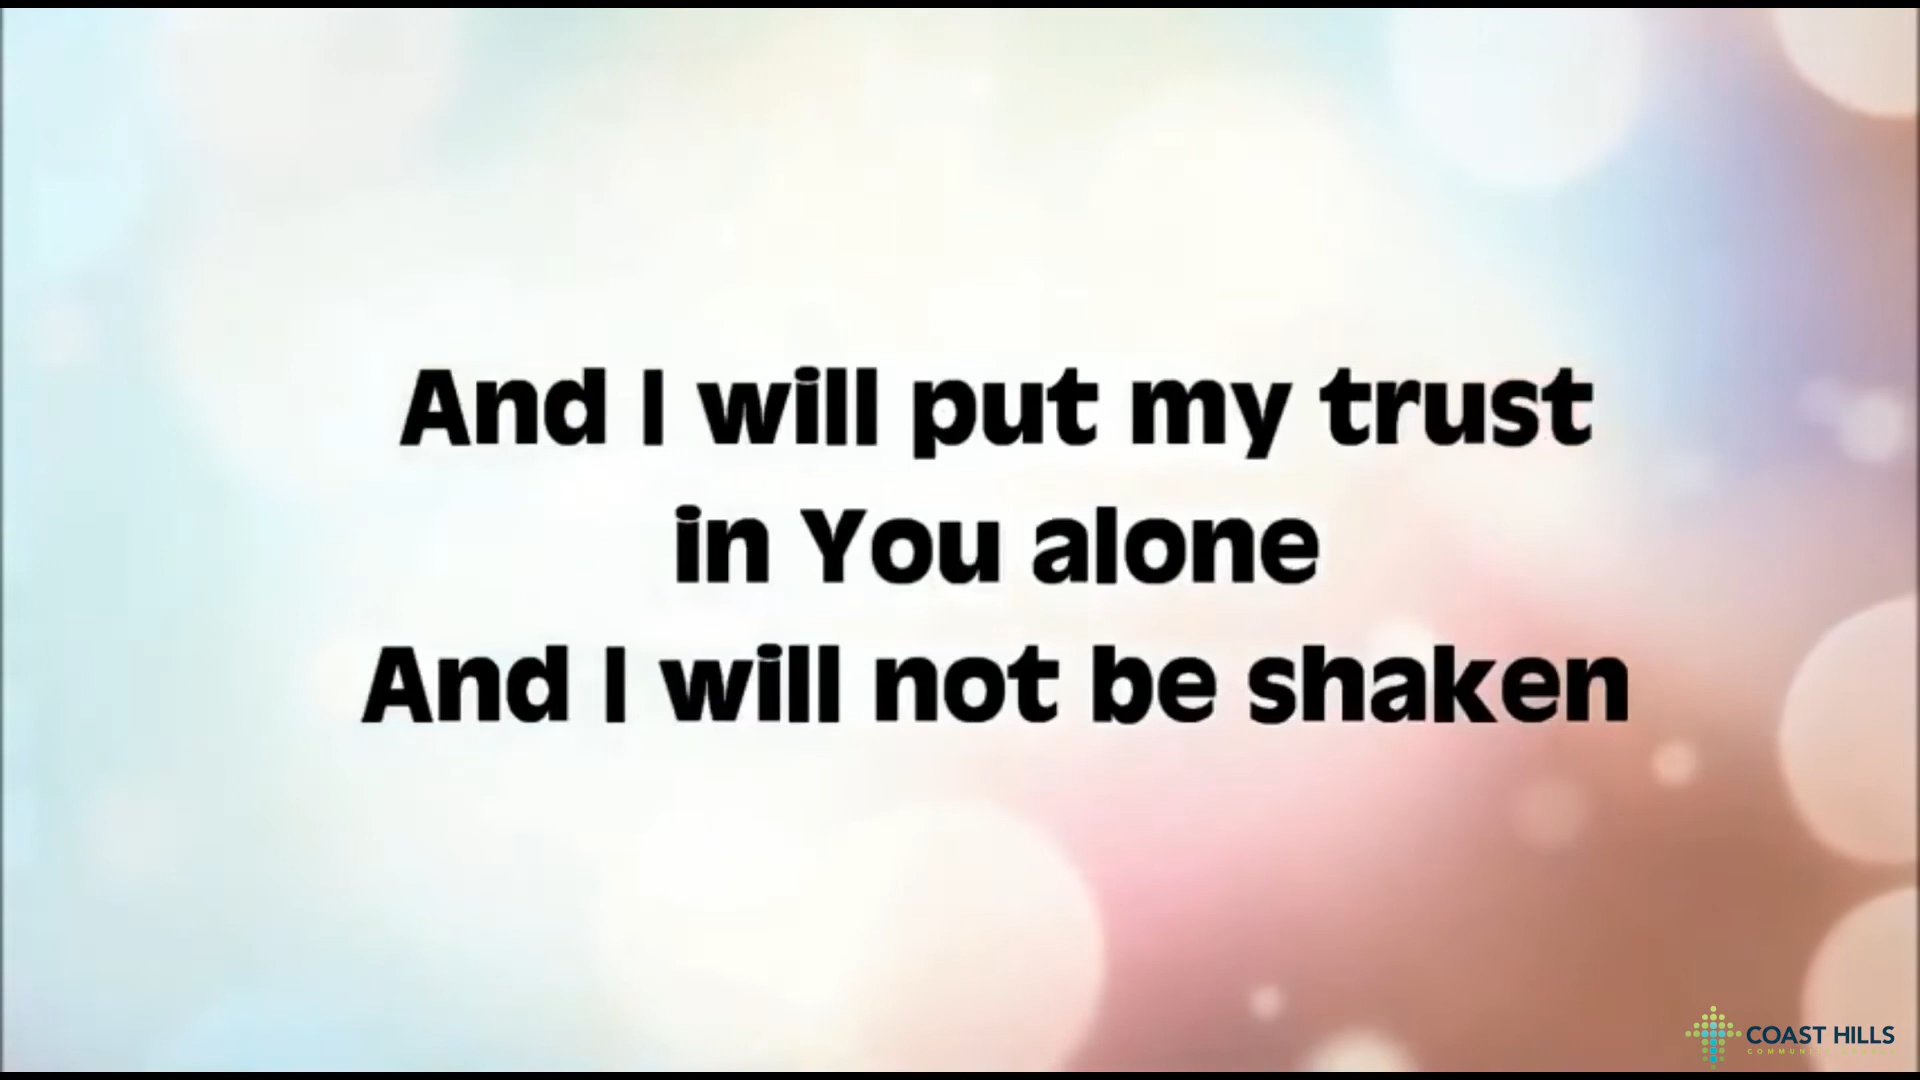 And I will put my trust
in You alone
And I will not be shaken
COAST HILLS